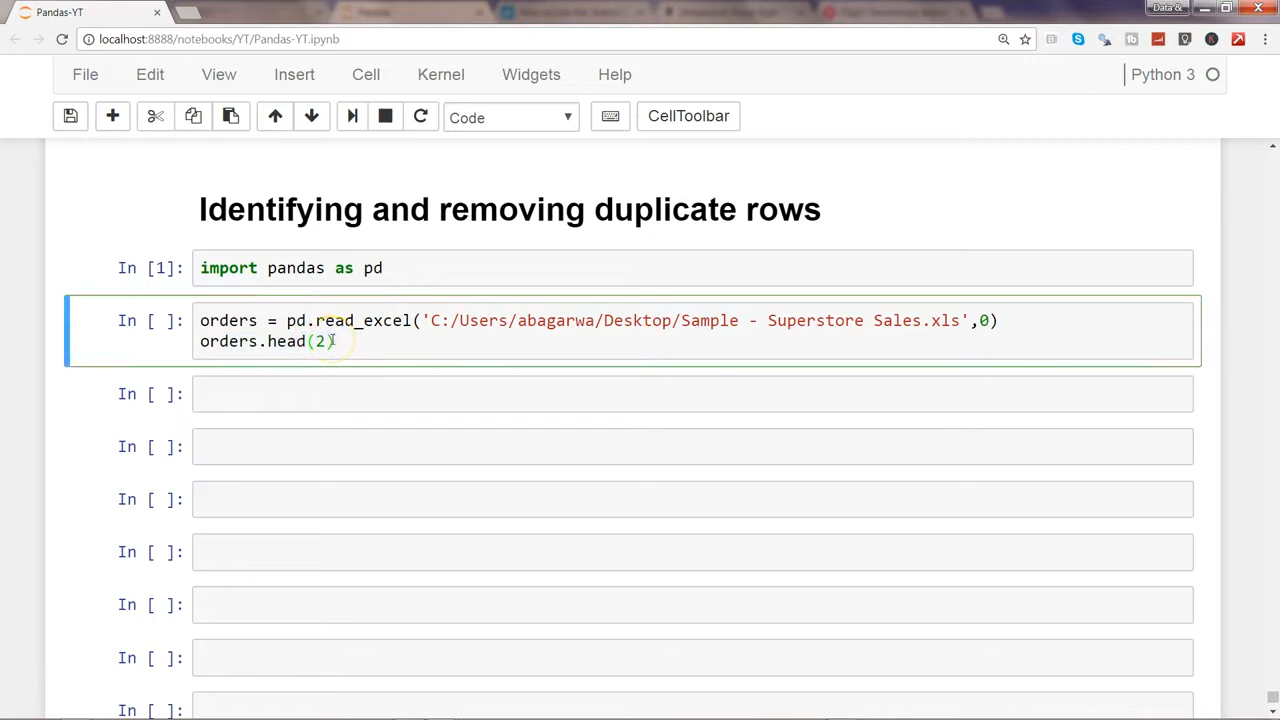 Pandas-YT
Data &
localhost:8888/notebooks/YT/Pandas-YT.ipynb
File Edit View Insert Cell Kernel Widgets Help
Python 3
Code
CellToolbar
Identifying and removing duplicate rows
In [1]:
import pandas as pd
In [ ]:
orders = pd.read_excel('C:/Users/abagarwa/Desktop/Sample - Superstore Sales.xls',0)
orders.head(2)
In [ ]:
In [ ]:
In [ ]:
In [ ]:
In [ ]:
In [ ]:
In [ ]: